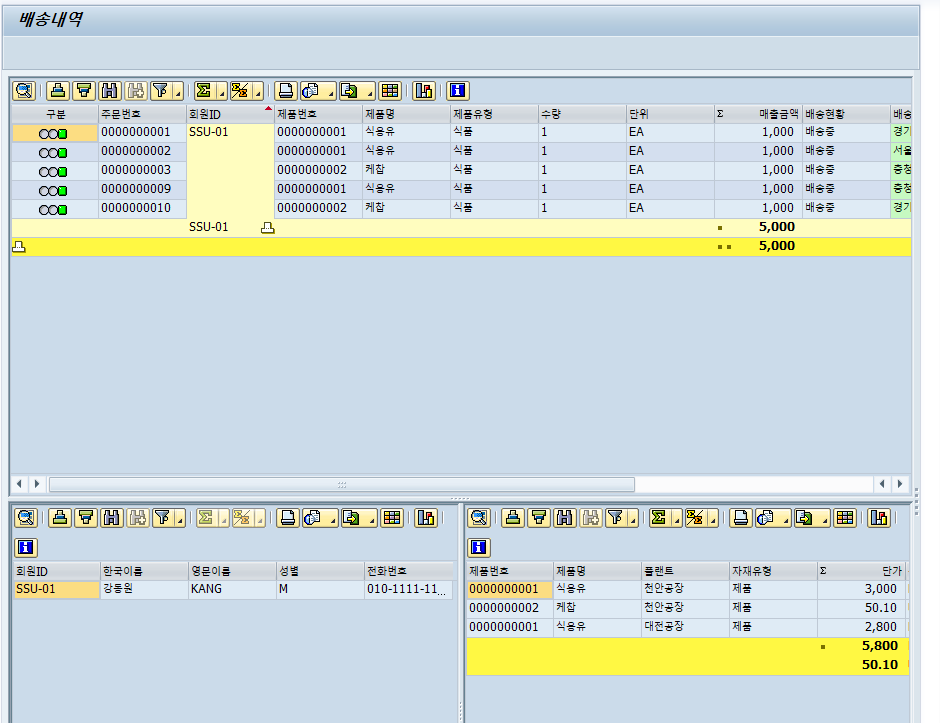 배송내역
구분 주문번호 회원ID 제품번호 제품명 제품유형 수량 단위 Σ 매출금액 배송현황 배송
0000000001 SSU-01 0000000001 식용유 식품 1 EA 1,000 배송중 경기
0000000002 0000000001 식용유 식품 1 EA 1,000 배송중 서울
0000000003 0000000002 케찹 식품 1 EA 1,000 배송중 충청
0000000009 0000000001 식용유 식품 1 EA 1,000 배송중 충청
0000000010 0000000002 케찹 식품 1 EA 1,000 배송중 경기
SSU-01 5,000
5,000
회원ID 한국이름 영문이름 성별 전화번호
SSU-01 강동원 KANG M 010-1111-11...
제품번호 제품명 플랜트 자재유형 Σ 단가
0000000001 식용유 천안공장 제품 3,000
0000000002 케찹 천안공장 제품 50.10
0000000001 식용유 대전공장 제품 2,800
5,800
50.10